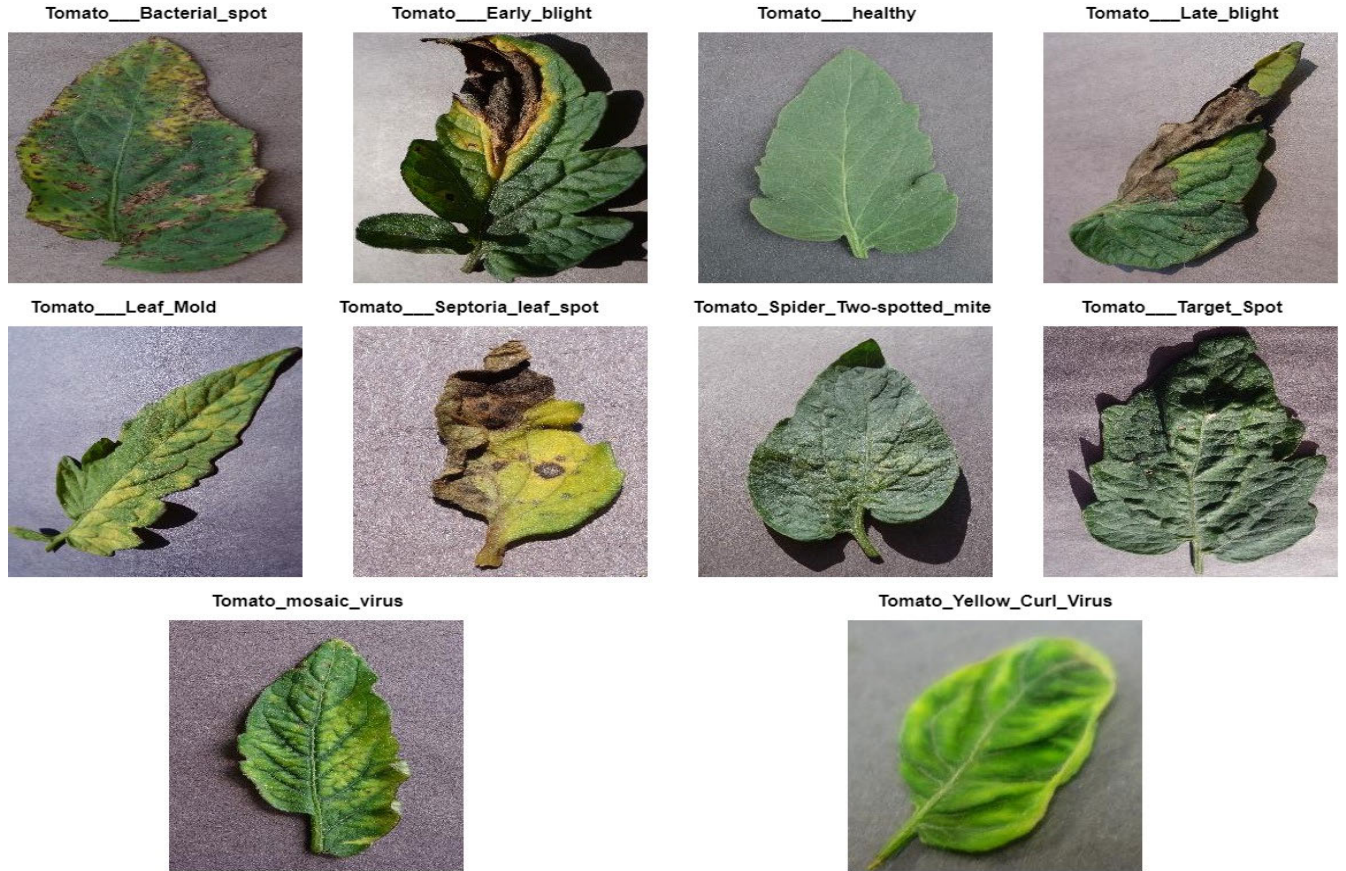 Tomato___Bacterial_spot
Tomato___Early_blight
Tomato___healthy
Tomato___Late_blight
Tomato___Leaf_Mold
Tomato___Septoria_leaf_spot
Tomato_Spider_Two-spotted_mite
Tomato___Target_Spot
Tomato_mosaic_virus
Tomato_Yellow_Curl_Virus